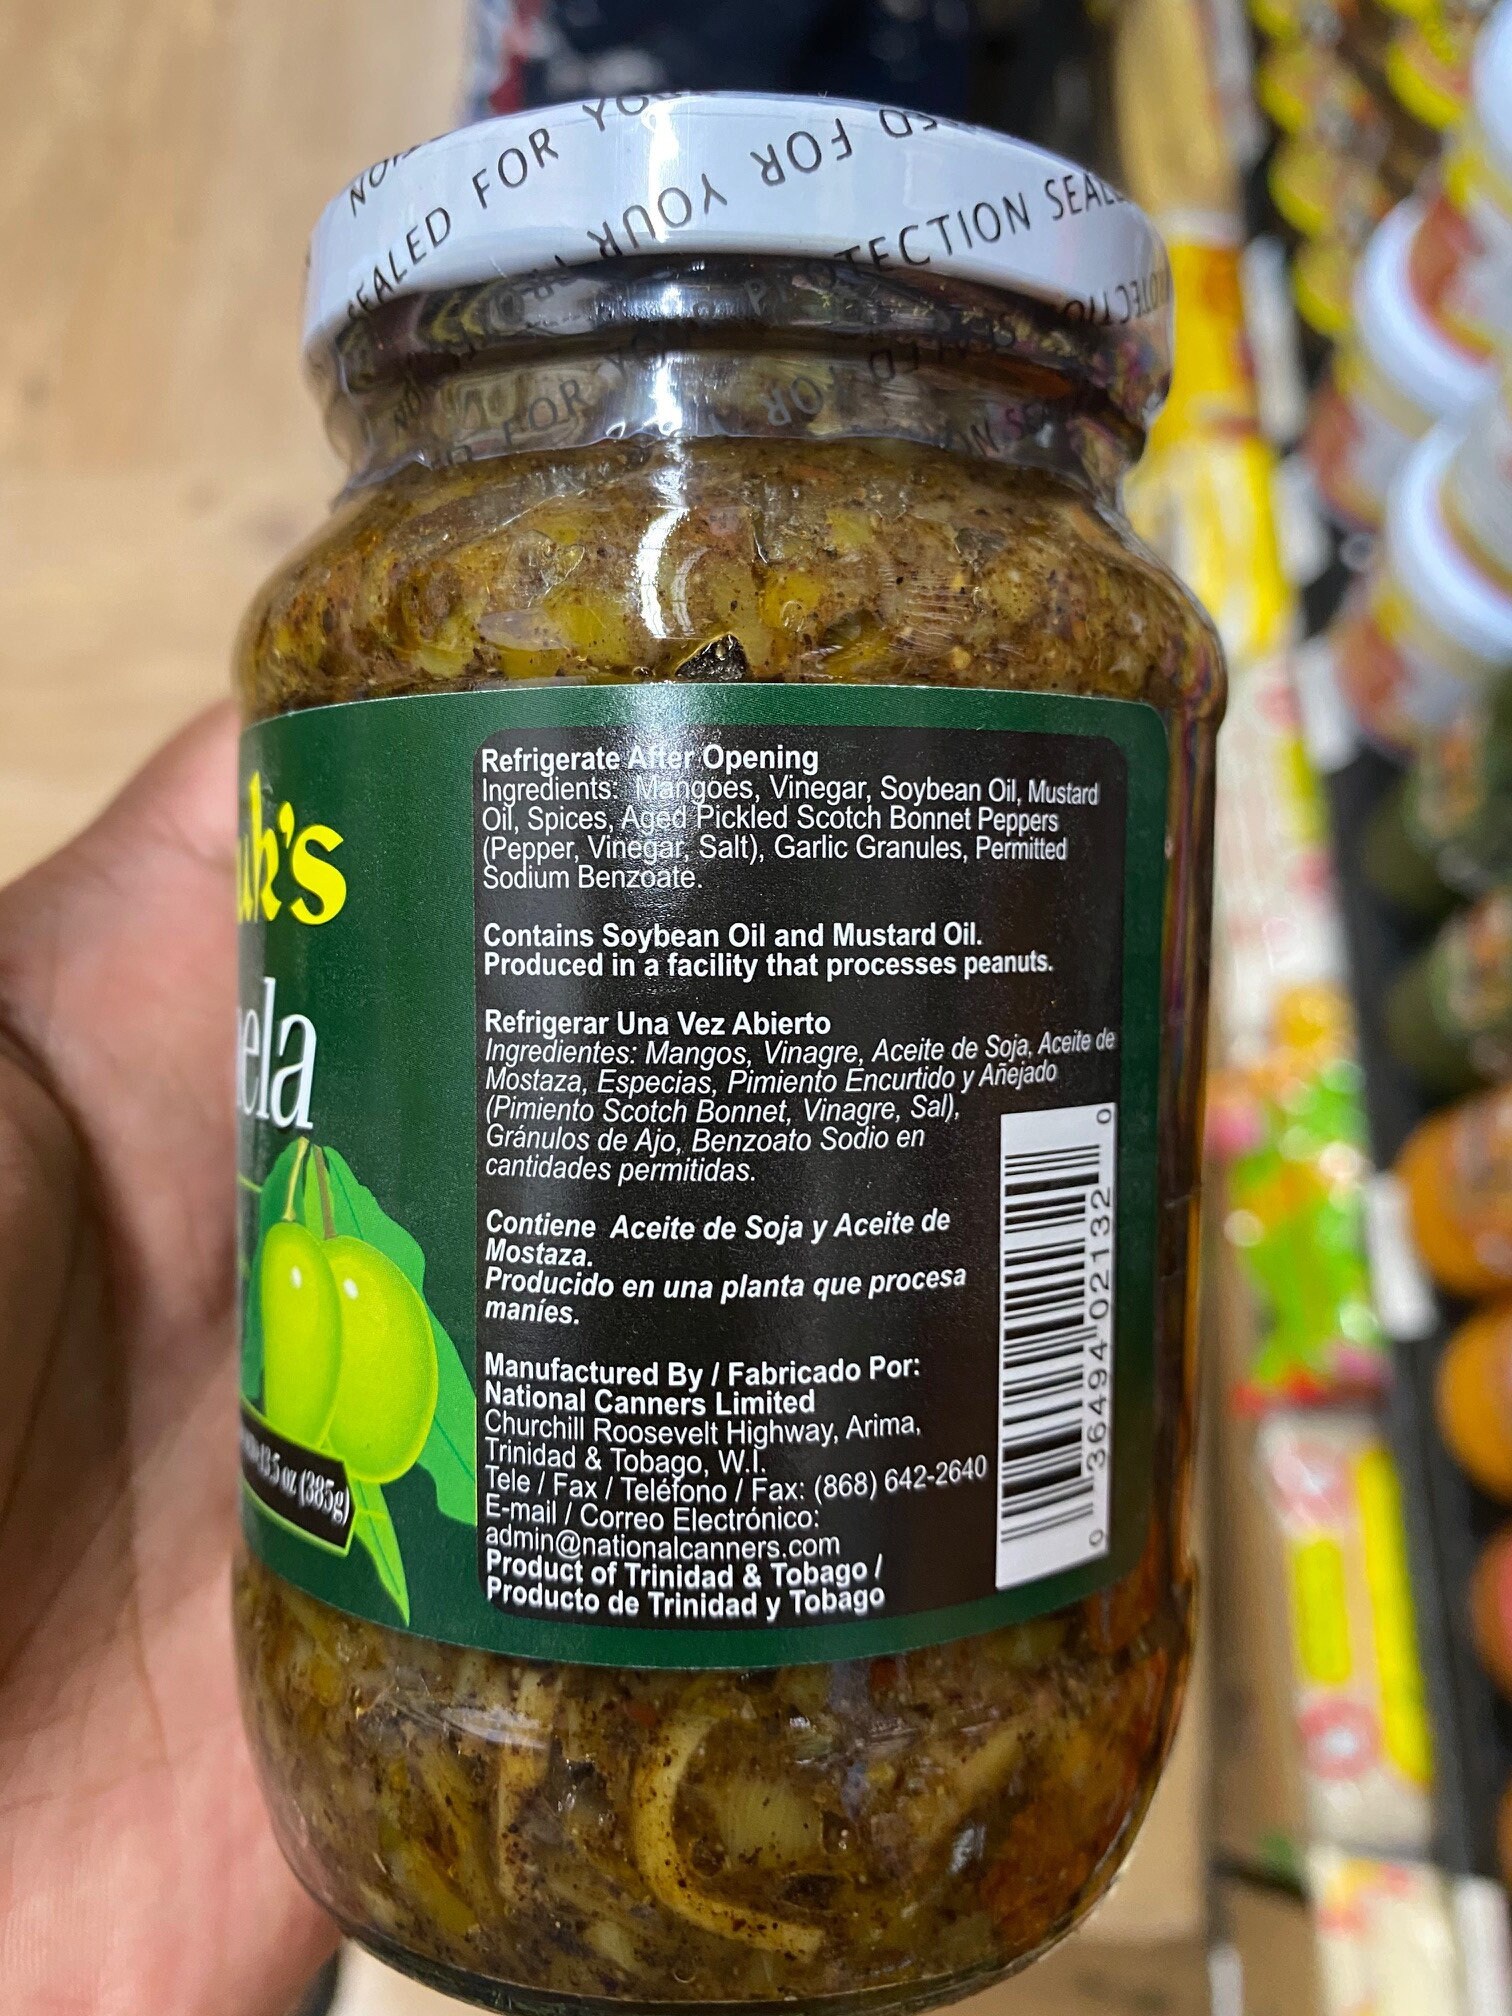 SEALED FOR
YOUR
FOR
TECTION
uh's
ela
13.5 oz (385g)
Refrigerate After Opening
Ingredients: Mangoes, Vinegar, Soybean Oil, Mustard
Oil, Spices, Aged Pickled Scotch Bonnet Peppers
(Pepper, Vinegar, Salt), Garlic Granules, Permitted
Sodium Benzoate.
Contains Soybean Oil and Mustard Oil.
Produced in a facility that processes peanuts.
Refrigerar Una Vez Abierto
Ingredientes: Mangos, Vinagre, Aceite de Soja, Aceite de
Mostaza, Especias, Pimiento Encurtido y Añejado
(Pimiento Scotch Bonnet, Vinagre, Sal),
Gránulos de Ajo, Benzoato Sodio en
cantidades permitidas.
Contiene Aceite de Soja y Aceite de
Mostaza.
Producido en una planta que procesa
maníes.
Manufactured By / Fabricado Por:
National Canners Limited
Churchill Roosevelt Highway, Arima,
Trinidad & Tobago, W.I.
Tele / Fax / Teléfono / Fax: (868) 642-2640
E-mail / Correo Electrónico:
admin@nationalcanners.com
Product of Trinidad & Tobago /
Producto de Trinidad y Tobago
0 36494 02132 0